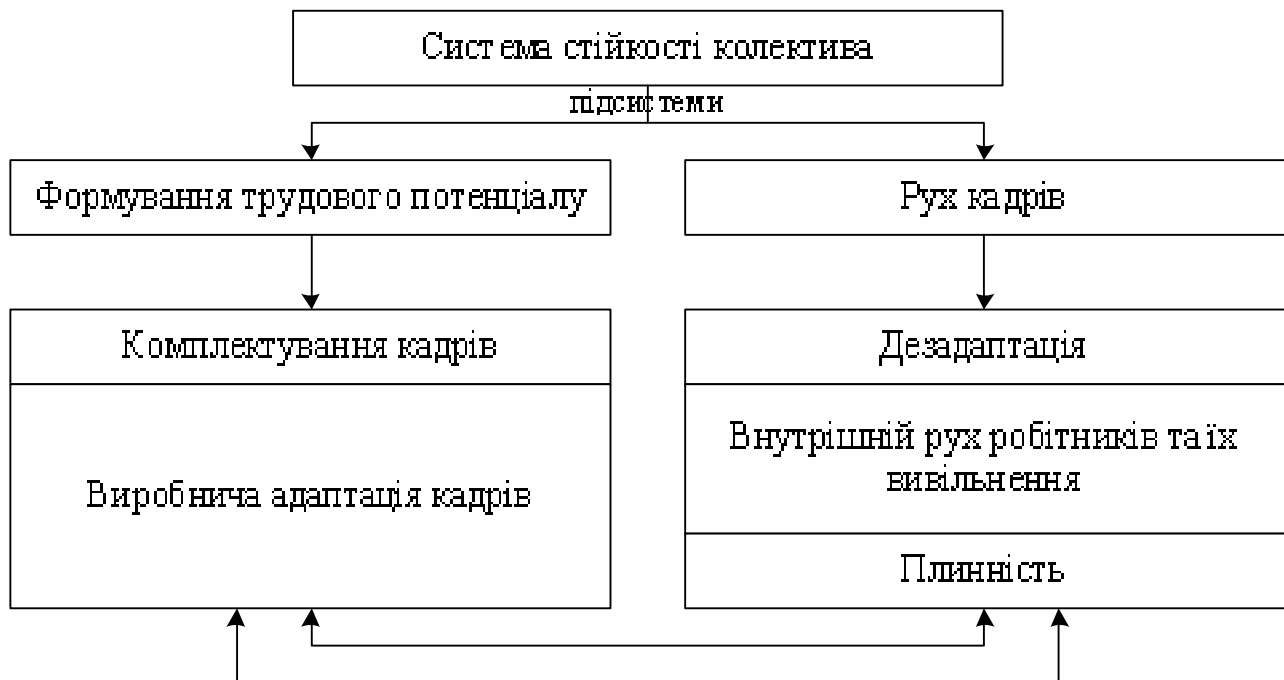 Система стійкості колектива
підсистеми
Формування трудового потенціалу
Рух кадрів
Комплектування кадрів
Дезадаптація
Виробнича адаптація кадрів
Внутрішній рух робітників та їх
вивільнення
Плинність